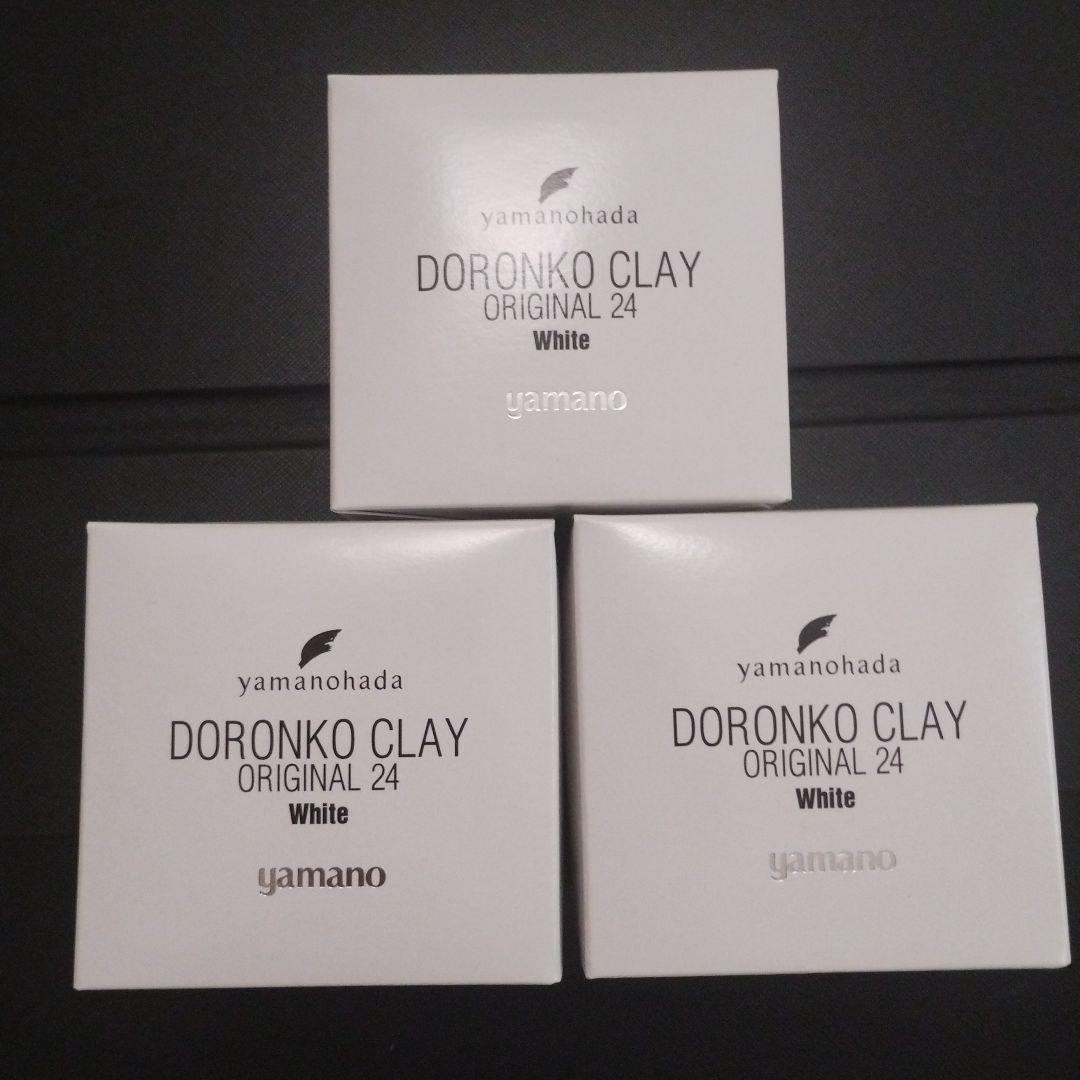 yamanohada
DORONKO CLAY
ORIGINAL 24
White
yamano
yamanohada
DORONKO CLAY
ORIGINAL 24
White
yamano
yamanohada
DORONKO CLAY
ORIGINAL 24
White
yamano